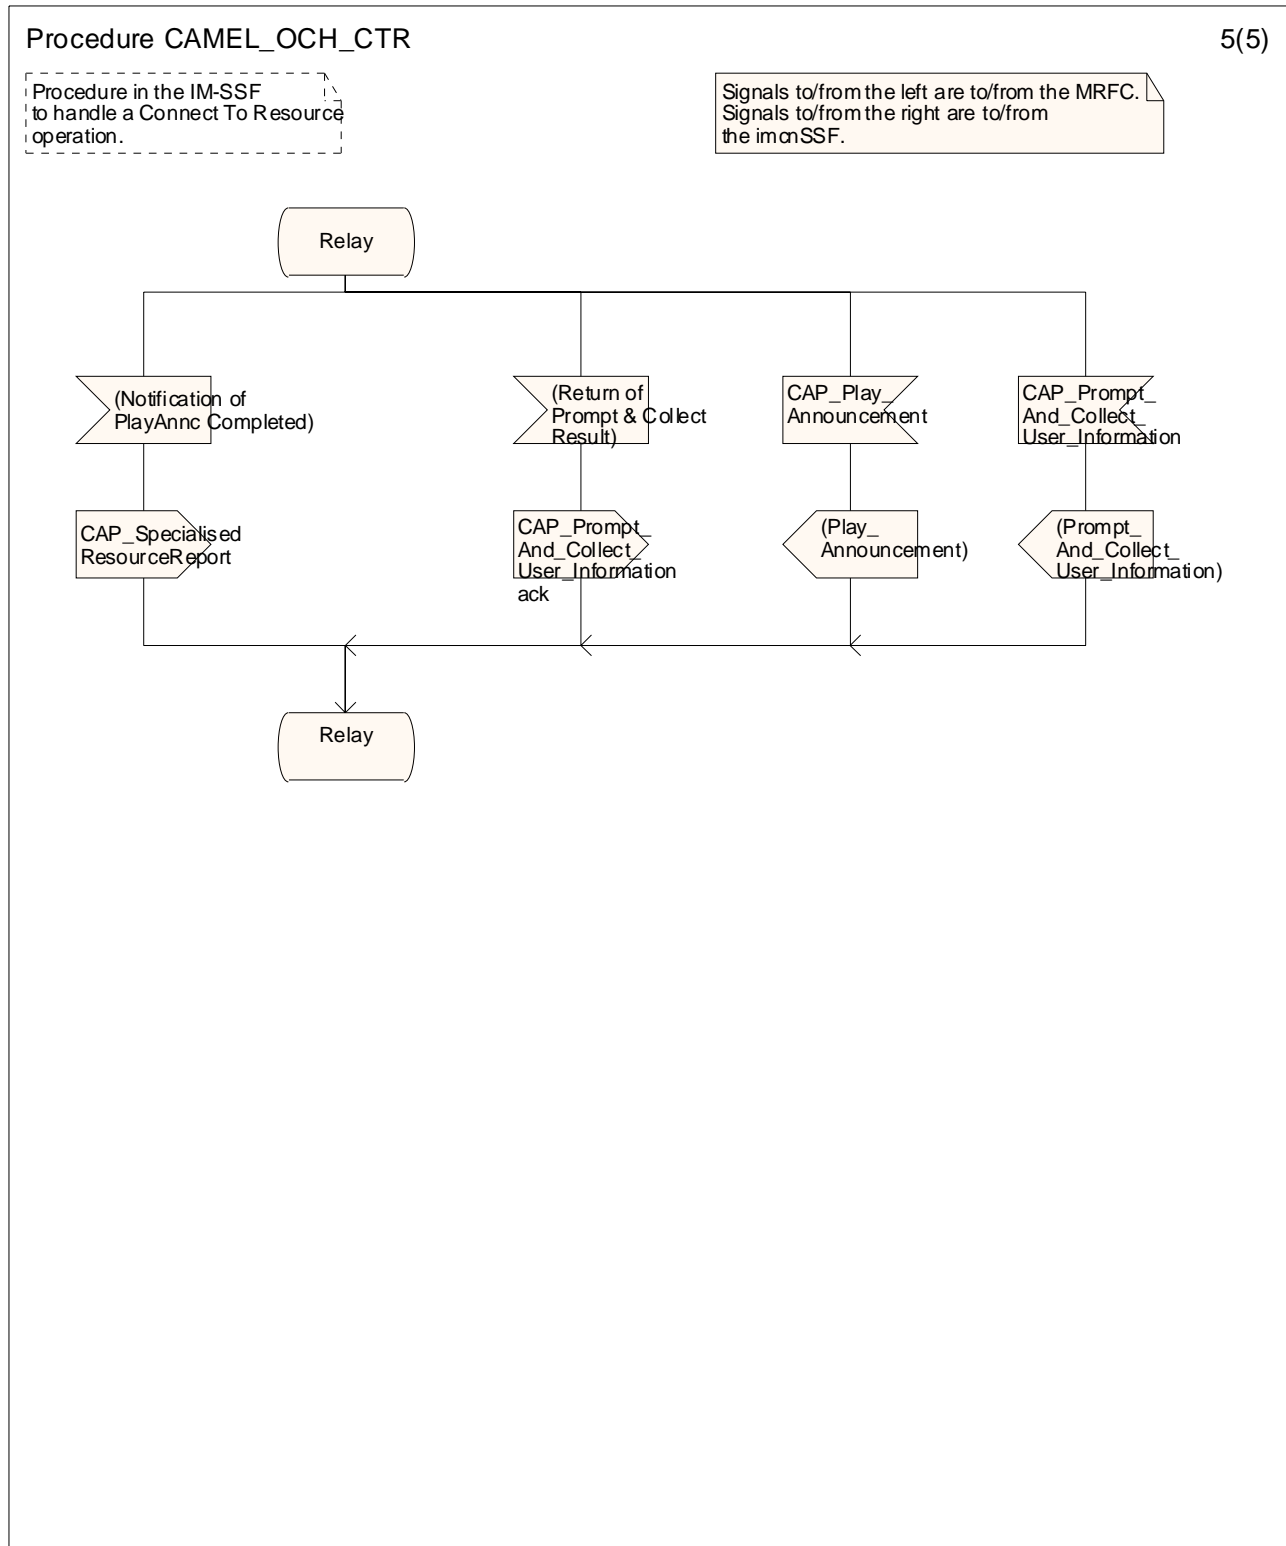 Procedure CAMEL_OCH_CTR
5(5)
Procedure in the IM-SSF
to handle a Connect To Resource
operation.
Signals to/from the left are to/from the MRFC.
Signals to/from the right are to/from
the imcnSSF.
Relay
(Notification of
PlayAnnc Completed)
(Return of
Prompt & Collect
Result)
CAP_Play_
Announcement
CAP_Prompt_
And_Collect_
User_Information
CAP_Specialised
ResourceReport
CAP_Prompt_
And_Collect_
User_Information
ack
(Play_
Announcement)
(Prompt_
And_Collect_
User_Information)
Relay